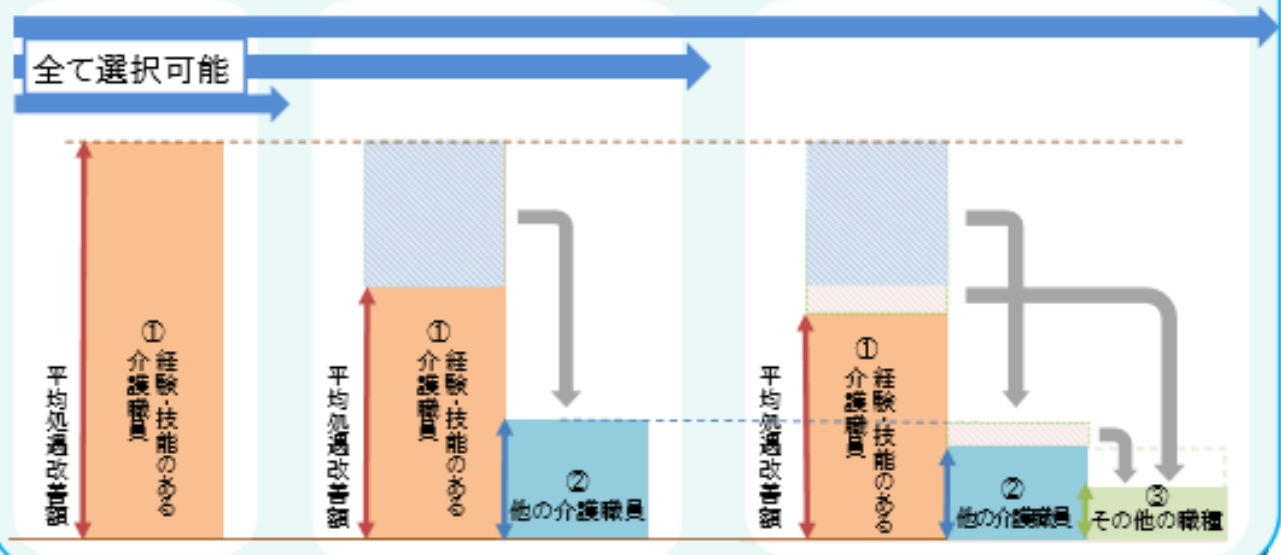 全て選択可能
平均処遇改善額
①
経験・技能のある
介護職員
平均処遇改善額
①
経験・技能のある
介護職員
②
他の介護職員
平均処遇改善額
①
経験・技能のある
介護職員
②
他の介護職員
③
その他の職種